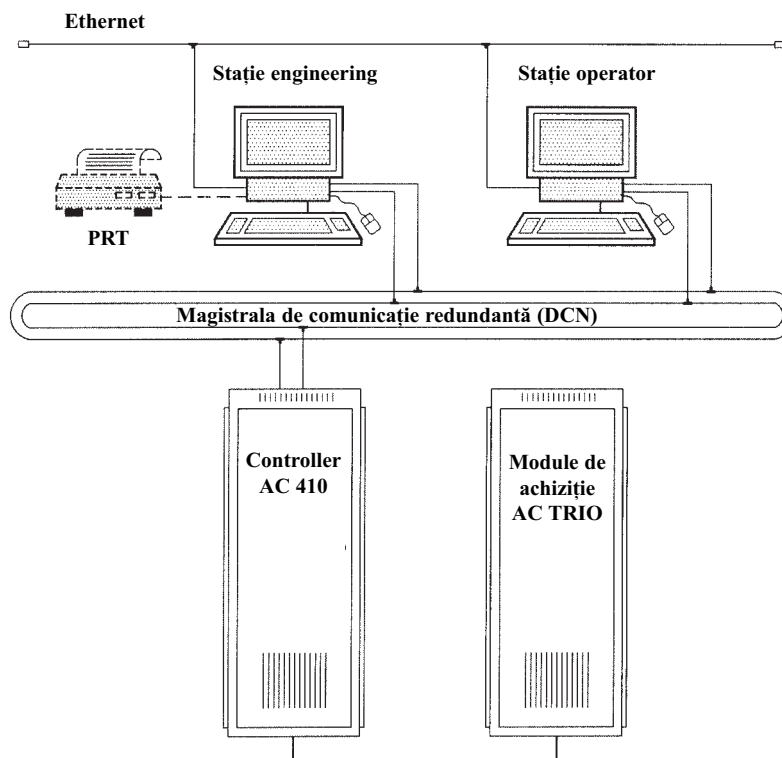 Ethernet
Stație engineering
Stație operator
PRT
Magistrala de comunicație redundantă (DCN)
Controller
AC 410
Module de
achiziție
AC TRIO